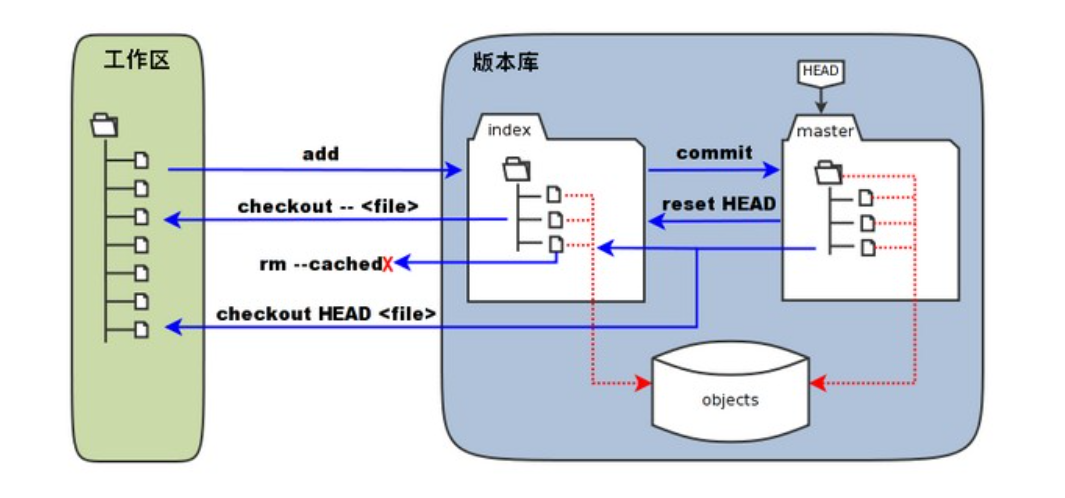 工作区
版本库
HEAD
index
master
add
commit
checkout -- <file>
reset HEAD
rm --cachedX
checkout HEAD <file>
objects